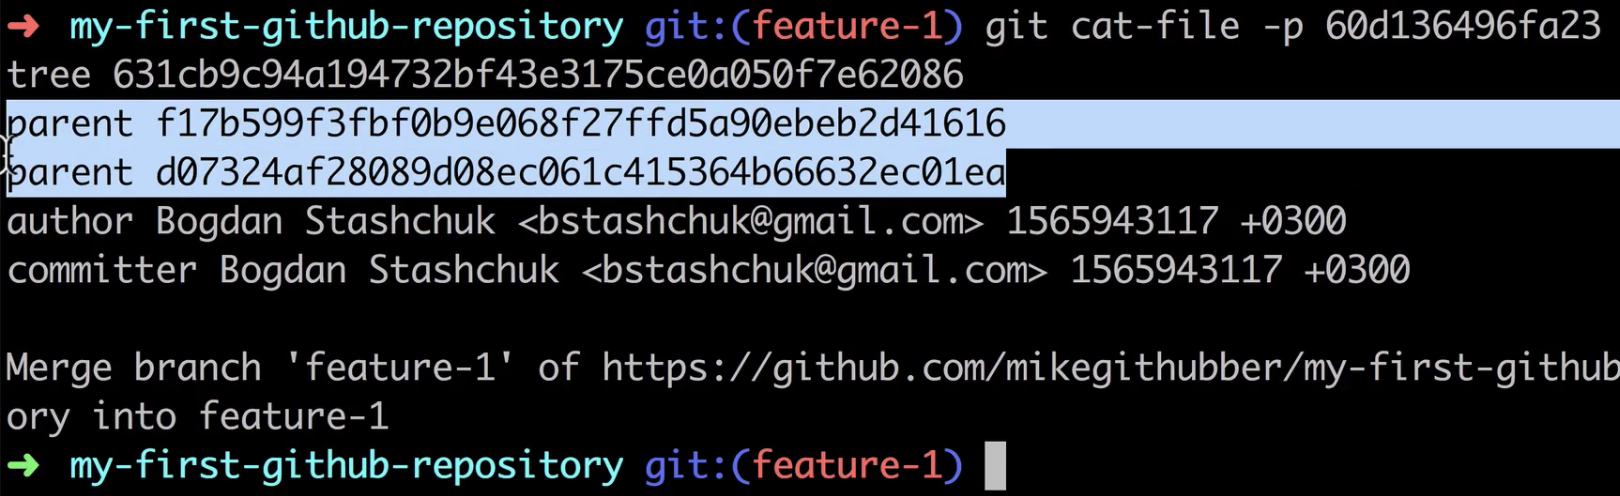 ➜ my-first-github-repository git:(feature-1) git cat-file -p 60d136496fa23
tree 631cb9c94a194732bf43e3175ce0a050f7e62086
parent f17b599f3fbf0b9e068f27ffd5a90ebeb2d41616
parent d07324af28089d08ec061c415364b66632ec01ea
author Bogdan Stashchuk <bstashchuk@gmail.com> 1565943117 +0300
committer Bogdan Stashchuk <bstashchuk@gmail.com> 1565943117 +0300
Merge branch 'feature-1' of https://github.com/mikegithubber/my-first-github
ory into feature-1
➜ my-first-github-repository git:(feature-1)